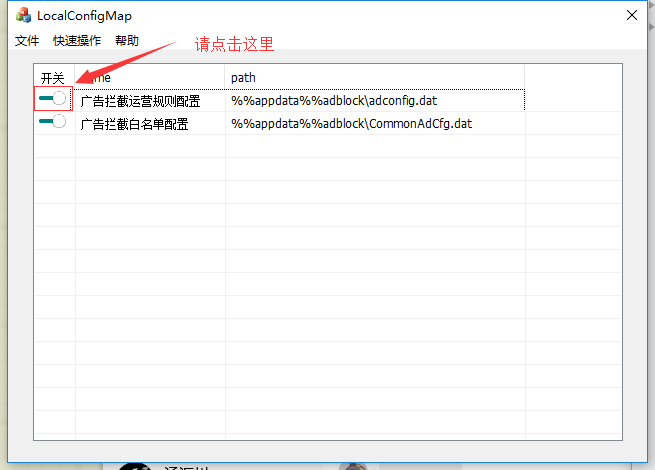 LocalConfigMap
文件 快速操作 帮助
请点击这里
开关 me path
广告拦截运营规则配置 %%appdata%%adblock\adconfig.dat
广告拦截白名单配置 %%appdata%%adblock\CommonAdCfg.dat